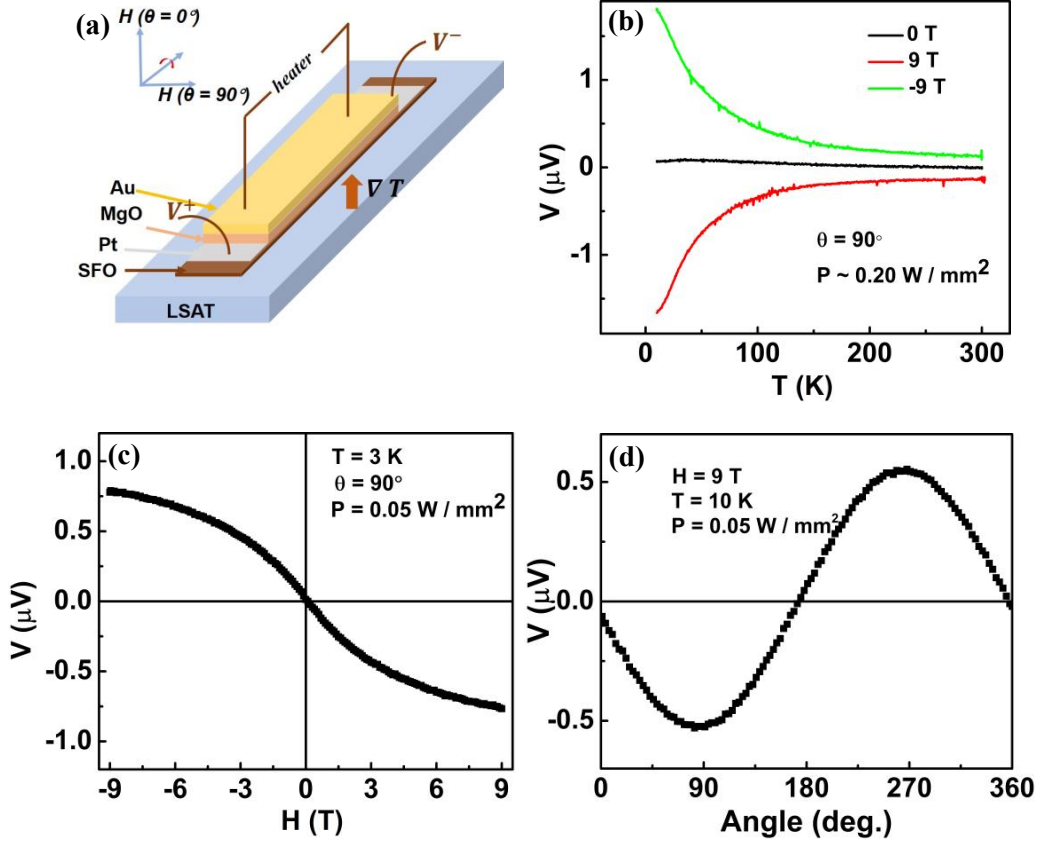 (a)
H (θ = 0°)
H (θ = 90°)
heater
V−
Au
MgO
V+
Pt
SFO
∇ T
LSAT
(b)
0 T
9 T
-9 T
1
0
-1
V (μV)
θ = 90°
P ~ 0.20 W / mm²
0
100
200
300
T (K)
(c)
T = 3 K
θ = 90°
P = 0.05 W / mm²
1.0
0.5
0.0
-0.5
-1.0
V (μV)
-9
-6
-3
0
3
6
9
H (T)
(d)
H = 9 T
T = 10 K
P = 0.05 W / mm²
0.5
0.0
-0.5
V (μV)
0
90
180
270
360
Angle (deg.)